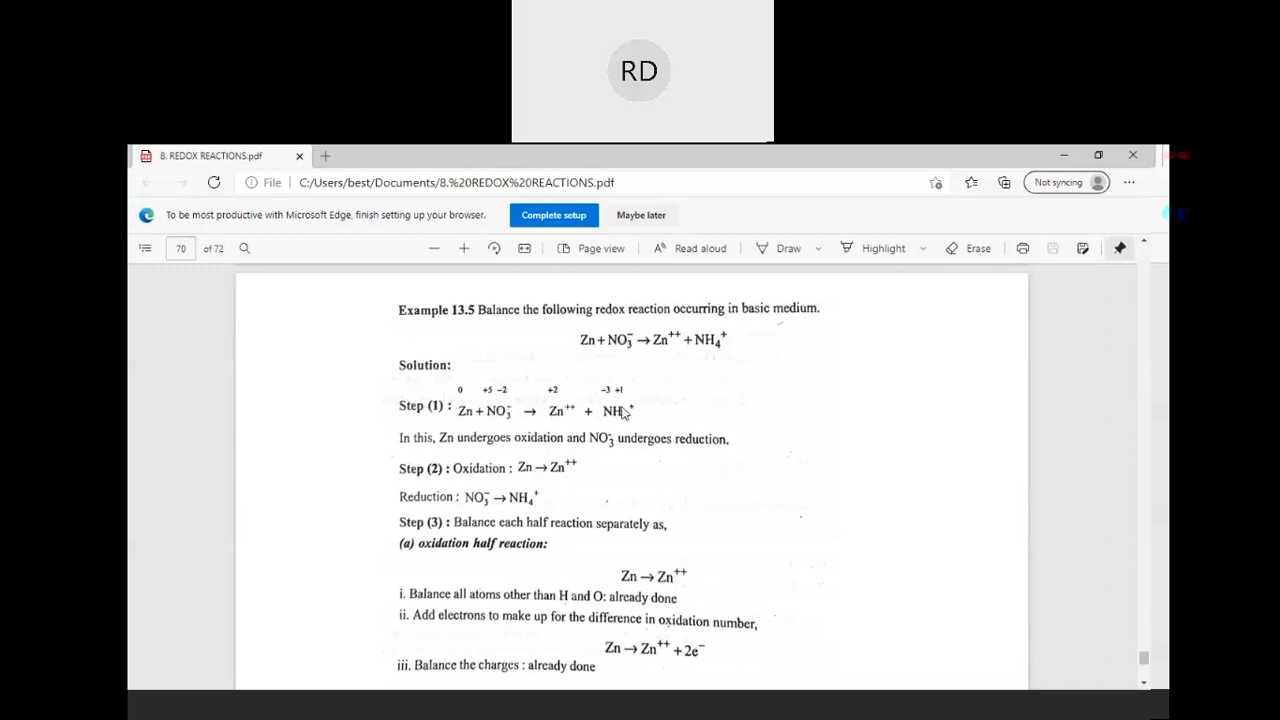 RD
8. REDOX REACTIONS.pdf
File C:/Users/best/Documents/8.%20REDOX%20REACTIONS.pdf Not syncing
To be most productive with Microsoft Edge, finish setting up your browser. Complete setup Maybe later
70 of 72 Page view Read aloud Draw Highlight Erase
Example 13.5 Balance the following redox reaction occurring in basic medium.
Zn + NO₃⁻ → Zn⁺⁺ + NH₄⁺
Solution:
0 +5 −2 +2 −3 +1
Step (1) : Zn + NO₃⁻ → Zn⁺⁺ + NH₄⁺
In this, Zn undergoes oxidation and NO₃⁻ undergoes reduction.
Step (2) : Oxidation : Zn → Zn⁺⁺
Reduction : NO₃⁻ → NH₄⁺
Step (3) : Balance each half reaction separately as,
(a) oxidation half reaction:
Zn → Zn⁺⁺
i. Balance all atoms other than H and O: already done
ii. Add electrons to make up for the difference in oxidation number,
Zn → Zn⁺⁺ + 2e⁻
iii. Balance the charges : already done